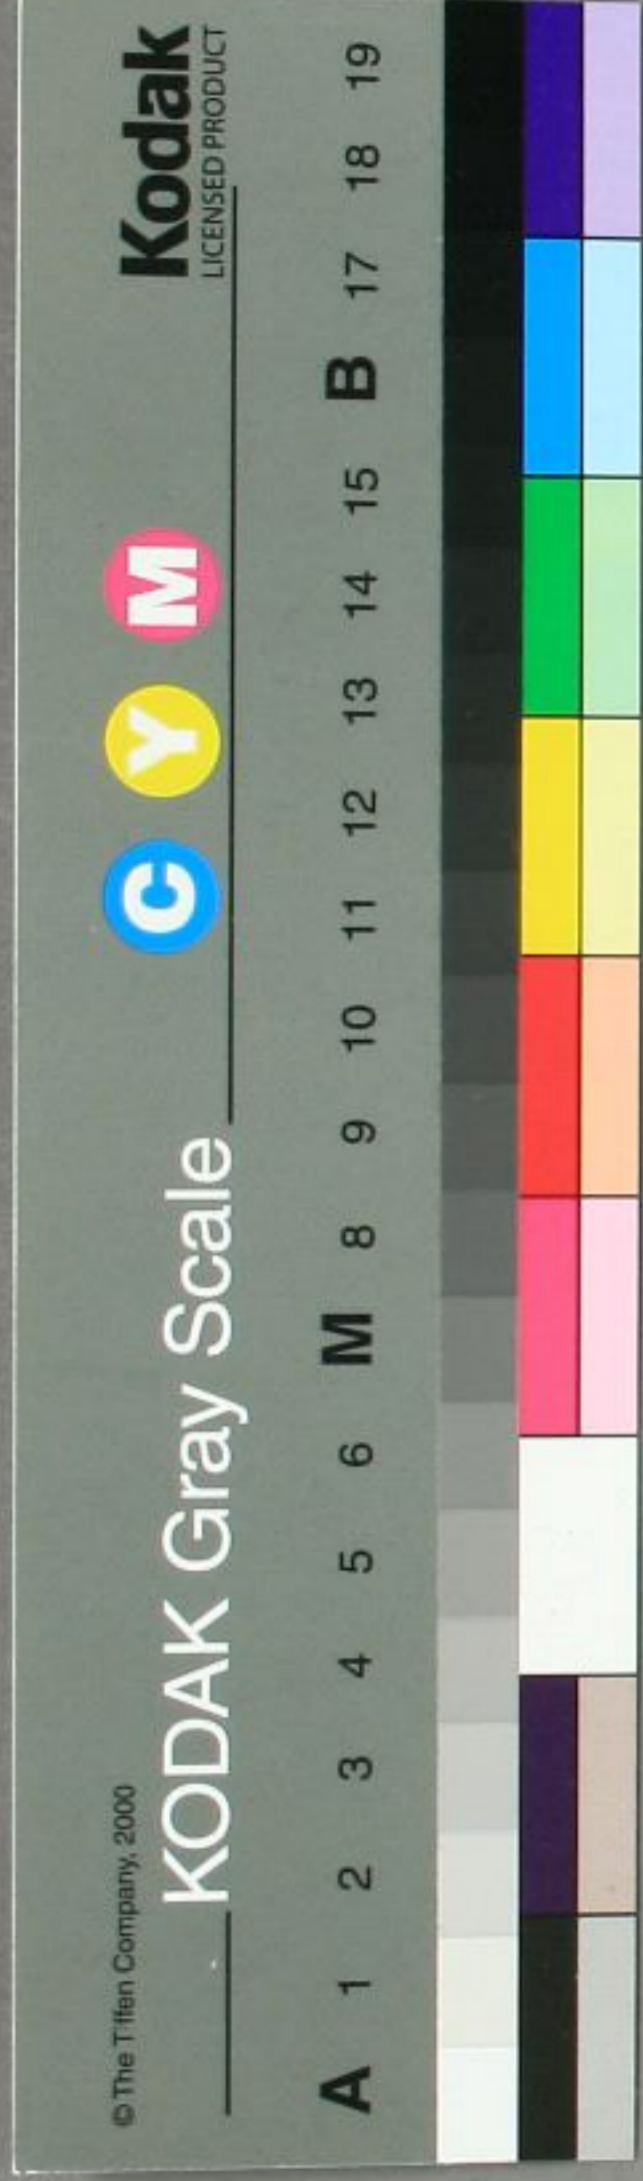 © The Tiffen Company, 2000
KODAK Gray Scale
C Y M
Kodak
LICENSED PRODUCT
A 1 2 3 4 5 6 M 8 9 10 11 12 13 14 15 B 17 18 19